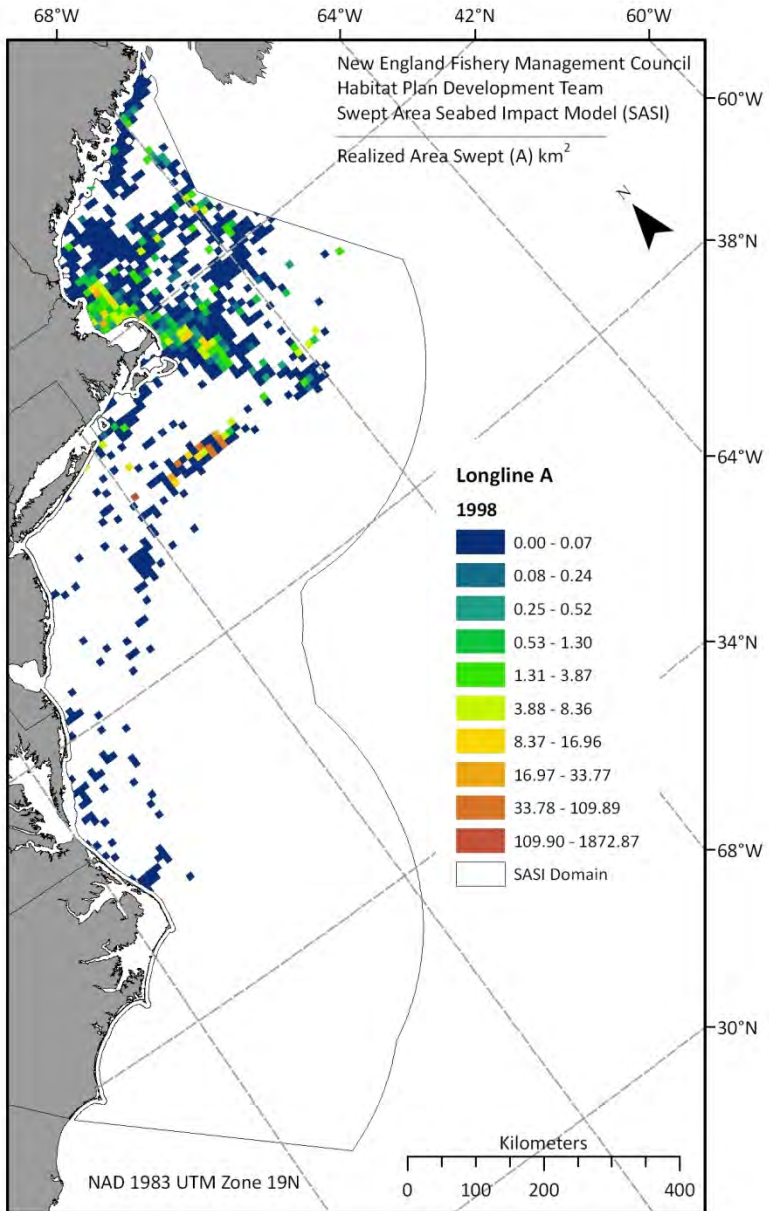 68°W 64°W 42°N 60°W
New England Fishery Management Council
Habitat Plan Development Team
Swept Area Seabed Impact Model (SASI)
Realized Area Swept (A) km²
60°W
N
38°N
64°W
Longline A
1998
0.00 - 0.07
0.08 - 0.24
0.25 - 0.52
0.53 - 1.30
34°N
1.31 - 3.87
3.88 - 8.36
8.37 - 16.96
16.97 - 33.77
33.78 - 109.89
109.90 - 1872.87
68°W
SASI Domain
30°N
Kilometers
NAD 1983 UTM Zone 19N
0 100 200 400